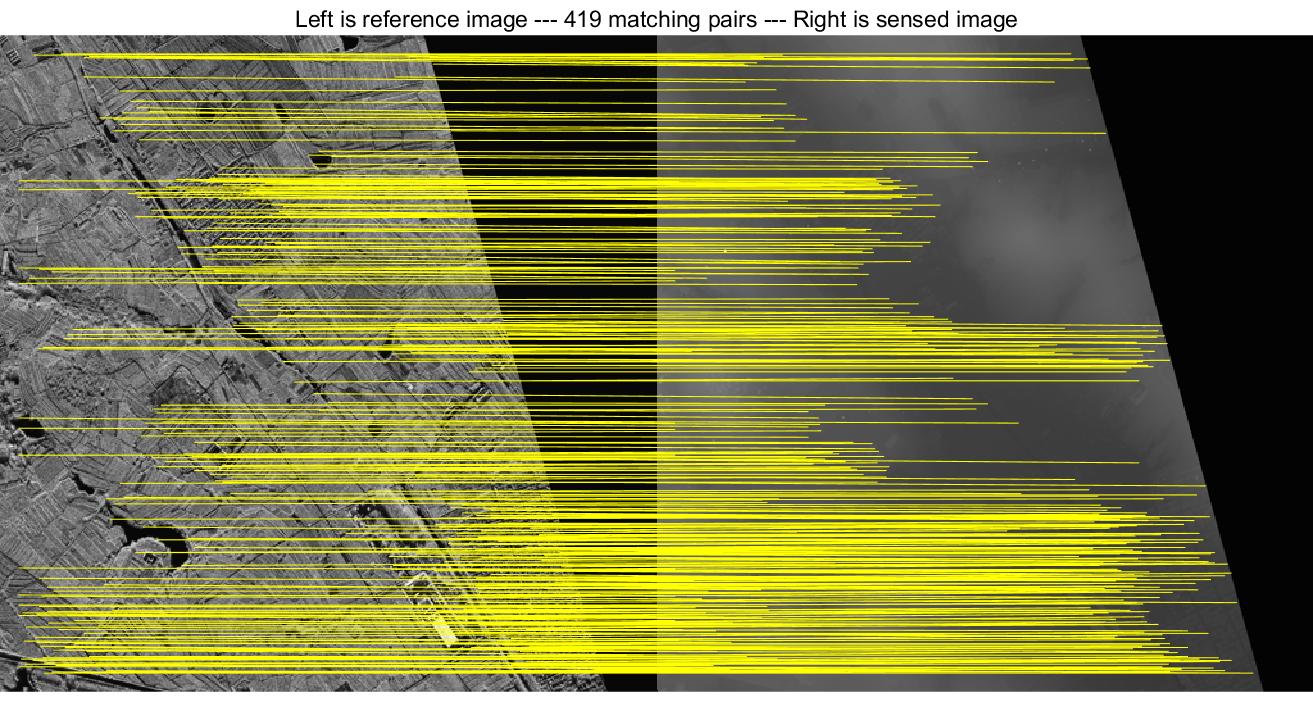 Left is reference image --- 419 matching pairs --- Right is sensed image